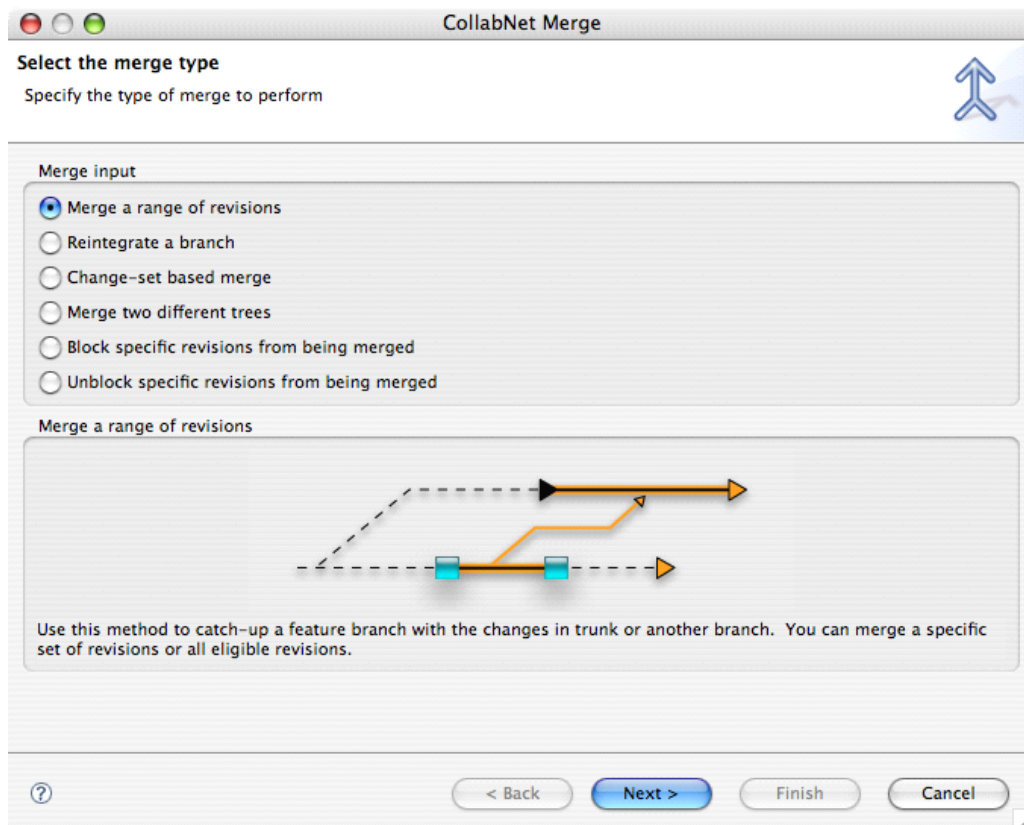 CollabNet Merge
Select the merge type
Specify the type of merge to perform
Merge input
Merge a range of revisions
Reintegrate a branch
Change-set based merge
Merge two different trees
Block specific revisions from being merged
Unblock specific revisions from being merged
Merge a range of revisions
Use this method to catch-up a feature branch with the changes in trunk or another branch.  You can merge a specific
set of revisions or all eligible revisions.
? < Back Next > Finish Cancel